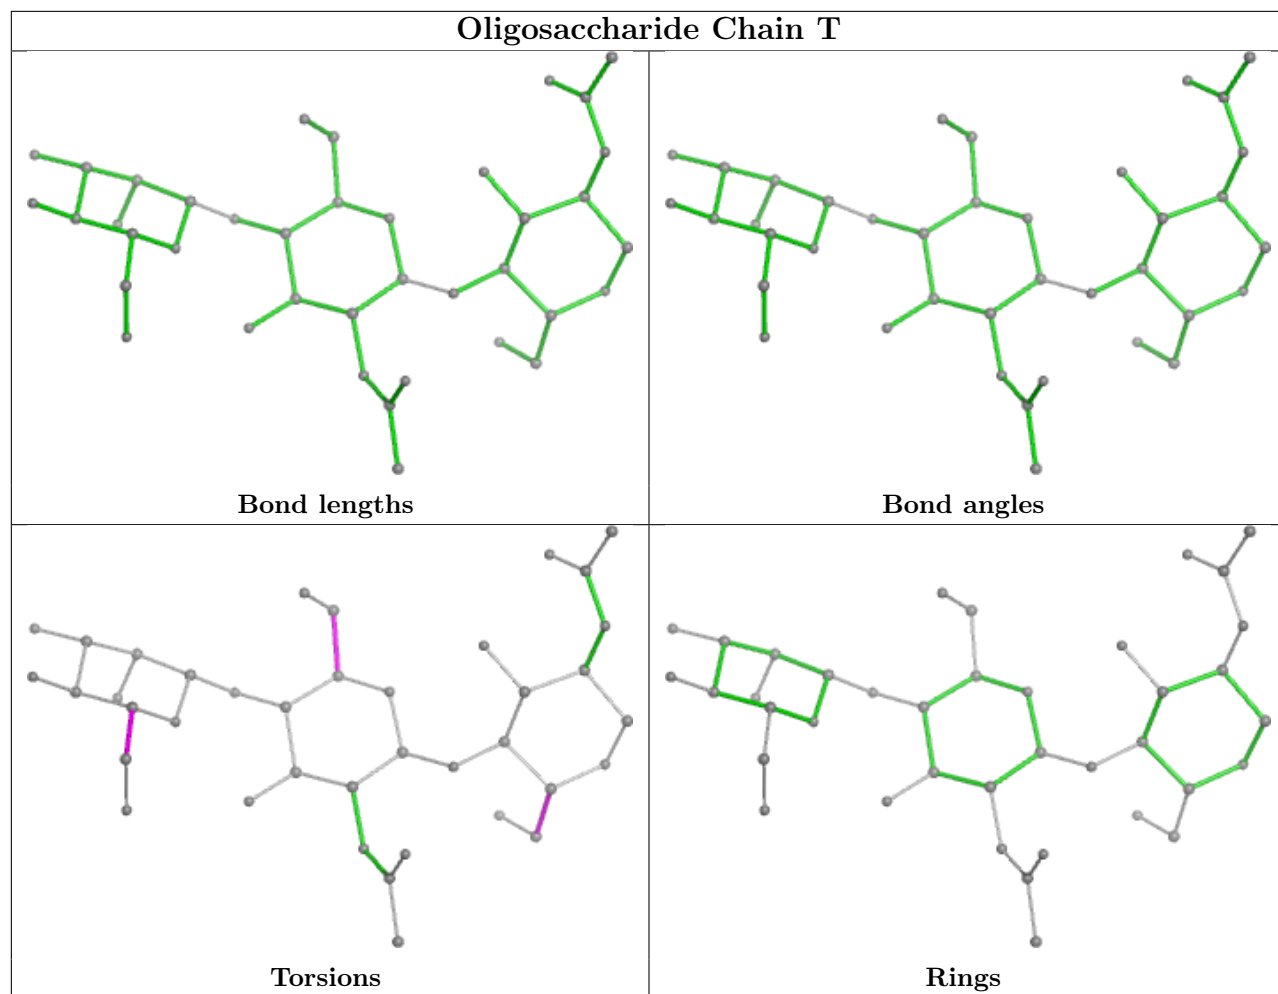 Oligosaccharide Chain T
Bond lengths
Bond angles
Torsions
Rings